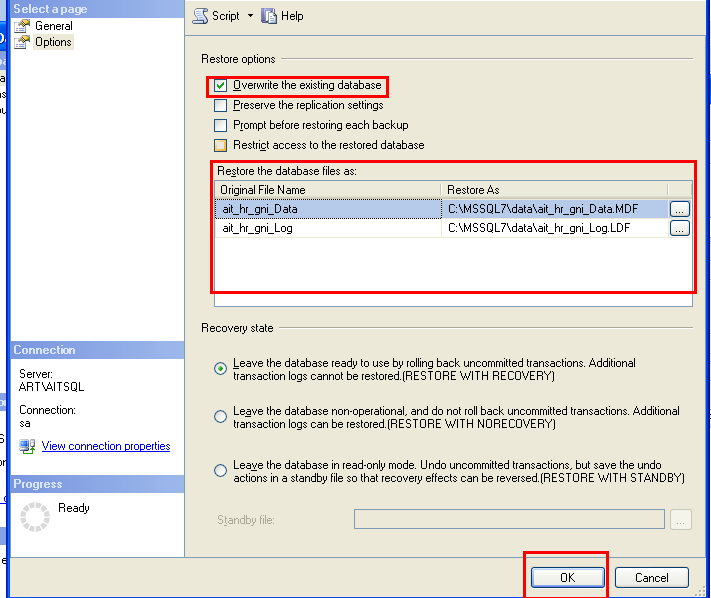 Select a page
General
Options
Script
Help
Restore options
Overwrite the existing database
Preserve the replication settings
Prompt before restoring each backup
Restrict access to the restored database
Restore the database files as:
Original File Name Restore As
ait_hr_gni_Data C:\MSSQL7\data\ait_hr_gni_Data.MDF ...
ait_hr_gni_Log C:\MSSQL7\data\ait_hr_gni_Log.LDF ...
Recovery state
Leave the database ready to use by rolling back uncommitted transactions. Additional
transaction logs cannot be restored.(RESTORE WITH RECOVERY)
Leave the database non-operational, and do not roll back uncommitted transactions. Additional
transaction logs can be restored.(RESTORE WITH NORECOVERY)
Leave the database in read-only mode. Undo uncommitted transactions, but save the undo
actions in a standby file so that recovery effects can be reversed.(RESTORE WITH STANDBY)
Standby file:
...
Connection
Server:
ART\AITSQL
Connection:
sa
View connection properties
Progress
Ready
OK
Cancel